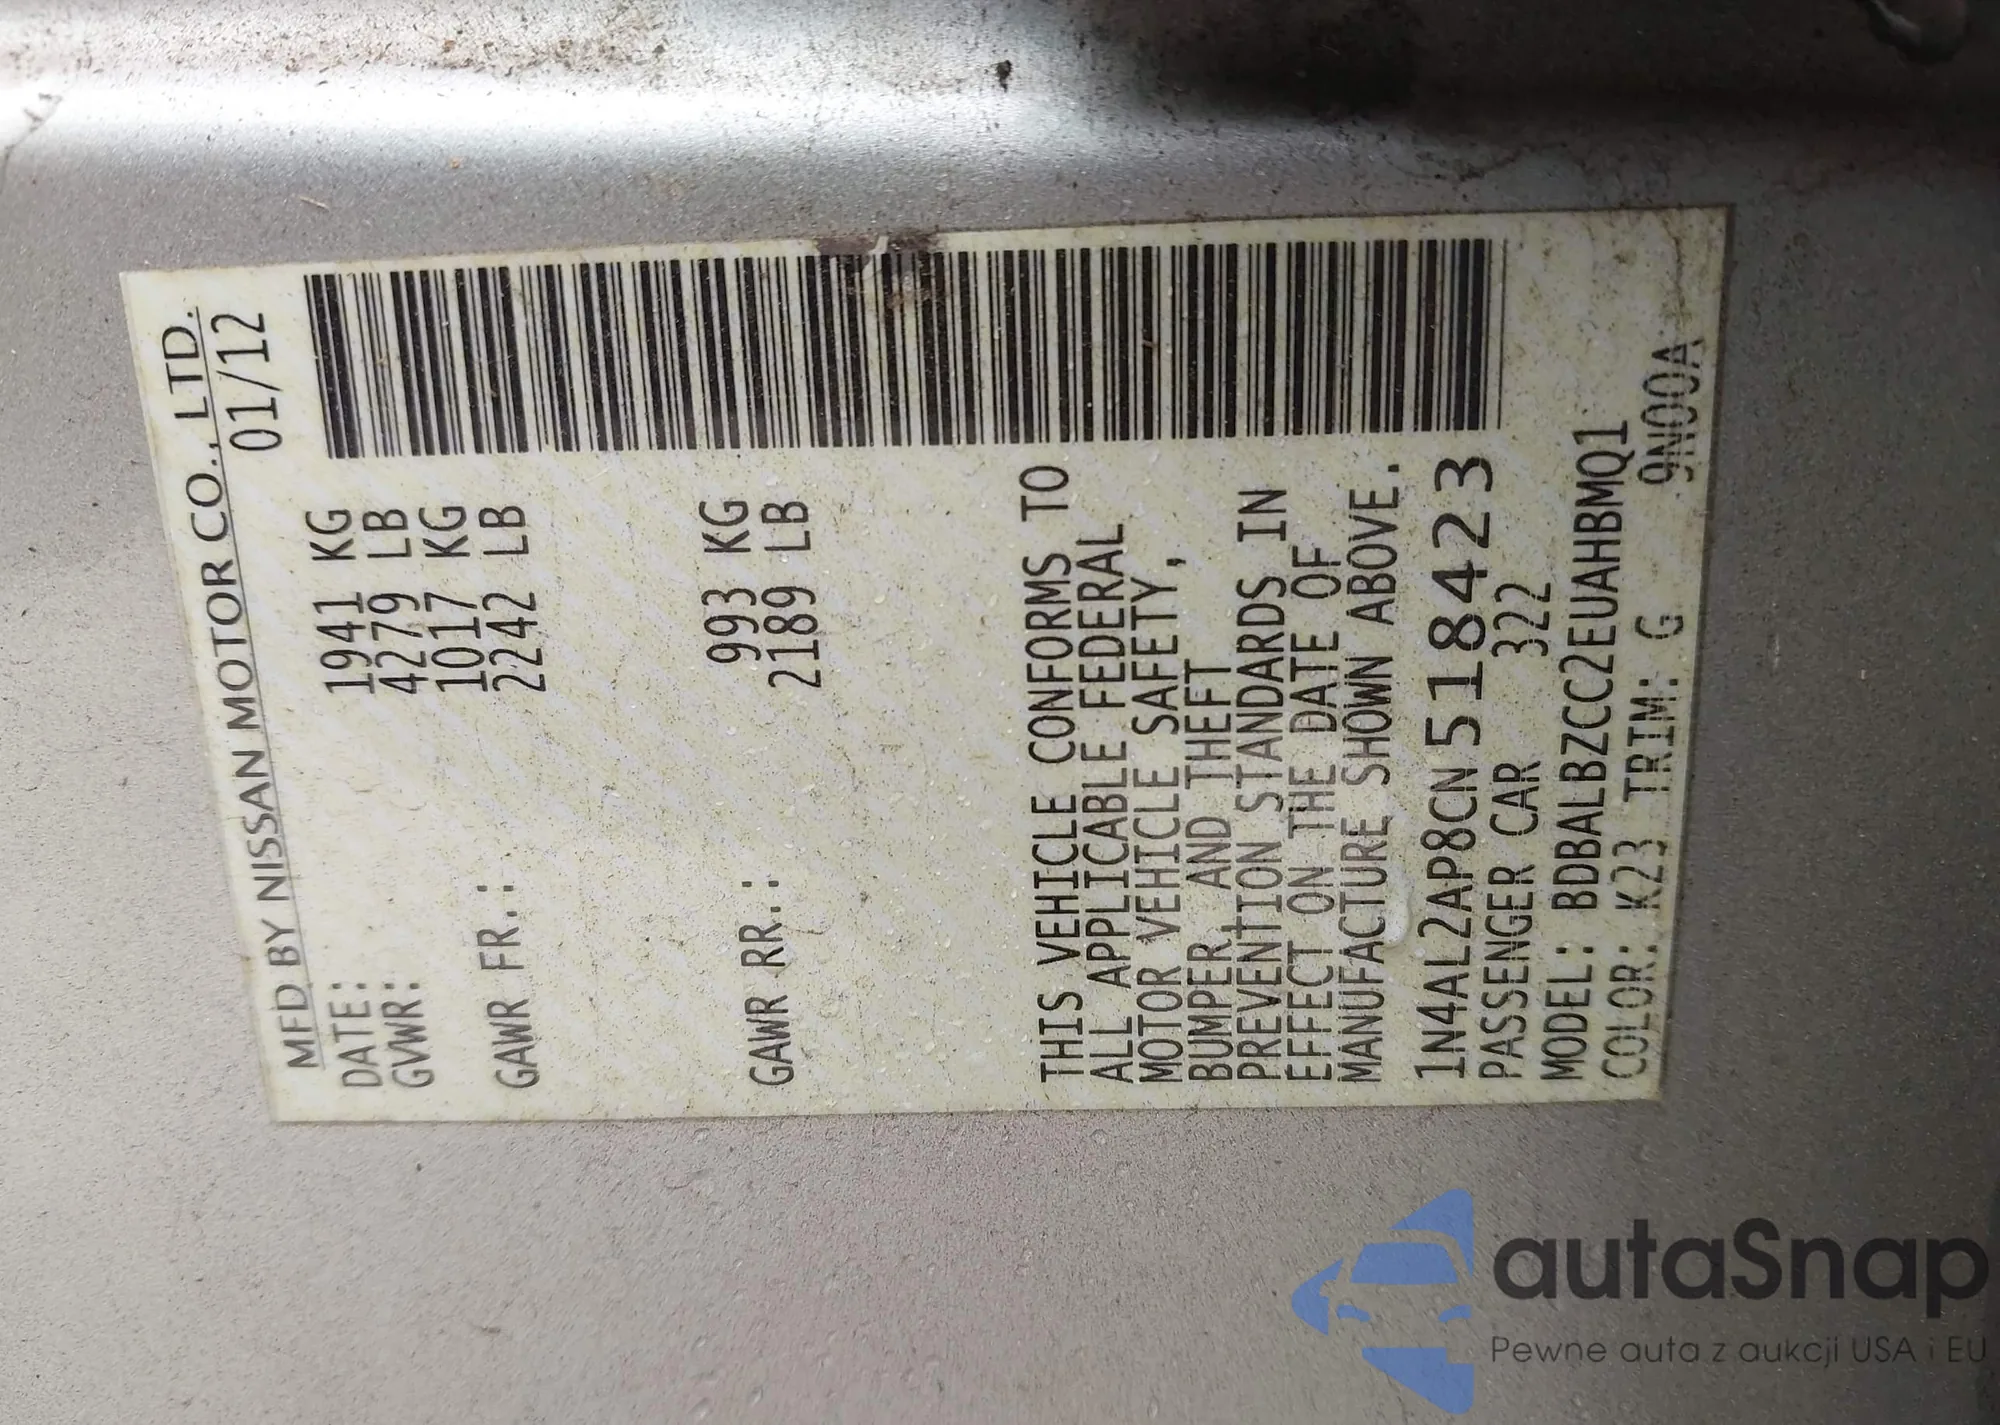 MFD BY NISSAN MOTOR CO., LTD.
DATE: 01/12
GVWR: 1941 KG
4279 LB
GAWR FR.: 1017 KG
2242 LB
GAWR RR.: 993 KG
2189 LB
THIS VEHICLE CONFORMS TO
ALL APPLICABLE FEDERAL
MOTOR VEHICLE SAFETY,
BUMPER, AND THEFT
PREVENTION STANDARDS IN
EFFECT ON THE DATE OF
MANUFACTURE SHOWN ABOVE.
1N4AL2AP8CN518423
PASSENGER CAR 322
MODEL: BDBALBZCC2EUAHBMQ1
COLOR: K23 TRIM: G 9N00A
autaSnap
Pewne auta z aukcji USA i EU